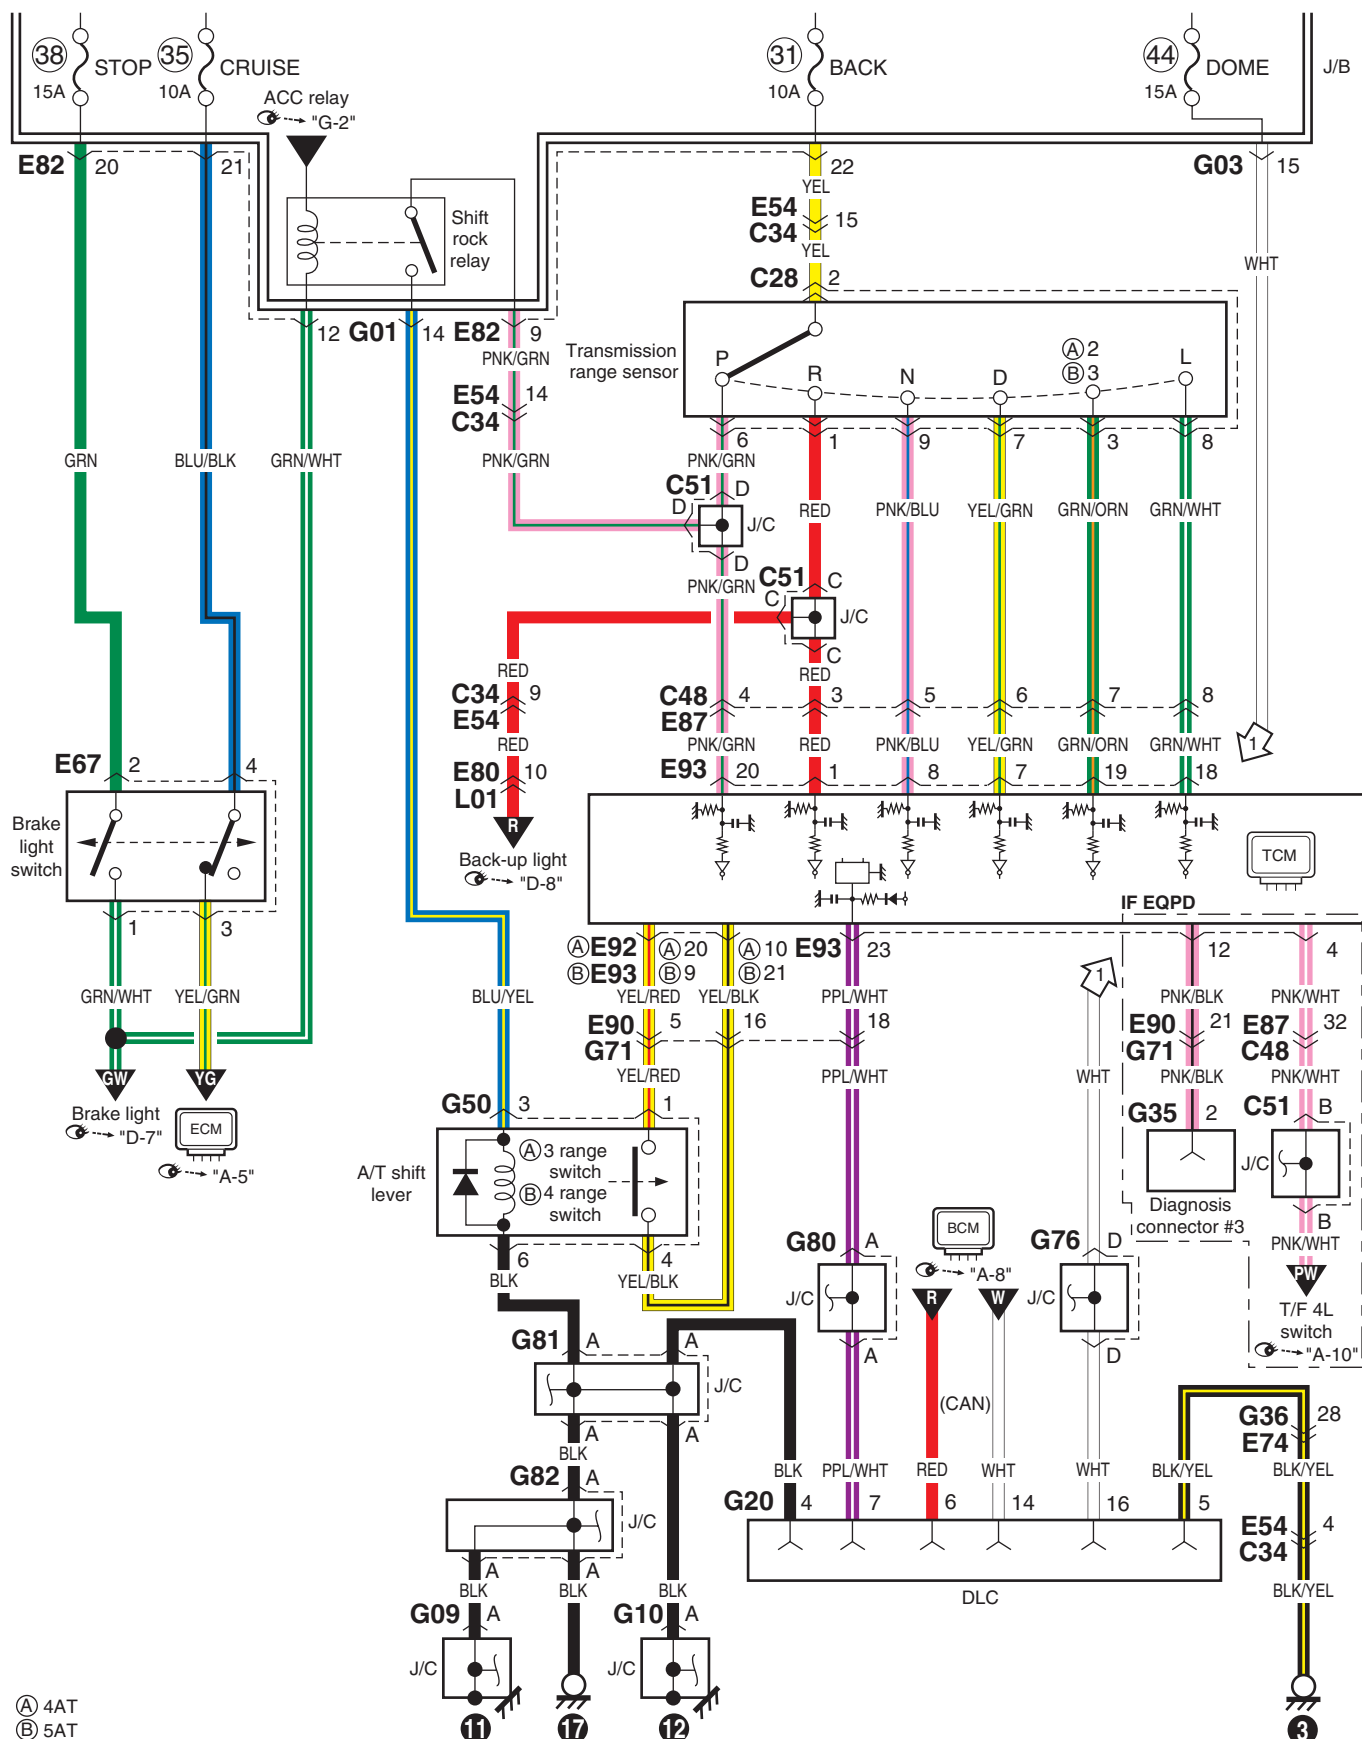 38 STOP 15A
35 CRUISE 10A
ACC relay
"G-2"
31 BACK 10A
44 DOME 15A
J/B
E82 20 21
22
G03 15
YEL
E54 15
C34
YEL
C28 2
WHT
Shift
rock
relay
12 G01 14 E82 9
PNK/GRN
E54 14
C34
PNK/GRN
Transmission
range sensor
P R N D A 2 L
B 3
6 1 9 7 3 8
PNK/GRN
GRN BLU/BLK GRN/WHT
C51 D
D J/C
D
RED PNK/BLU YEL/GRN GRN/ORN GRN/WHT
PNK/GRN
C51 C
C J/C
C
RED
RED
C34 9
E54
RED
E80 10
L01
R
Back-up light
"D-8"
C48 4 3 5 6 7 8
E87
PNK/GRN RED PNK/BLU YEL/GRN GRN/ORN GRN/WHT
1
E93 20 1 8 7 19 18
TCM
E67 2 4
Brake
light
switch
1 3
GRN/WHT YEL/GRN
GW YG
Brake light
"D-7"
ECM
"A-5"
IF EQPD
A E92 A 20 A 10 E93 23
B E93 B 9 B 21
12 4
1
BLU/YEL YEL/RED YEL/BLK PPL/WHT PNK/BLK PNK/WHT
E90 5 16 18
G71
E90 21 E87 32
G71 C48
YEL/RED PPL/WHT WHT PNK/BLK PNK/WHT
G50 3 1
G35 2 C51 B
A/T shift
lever
A 3 range
switch
B 4 range
switch
J/C
B
Diagnosis
connector #3
6 4
BLK YEL/BLK
PNK/WHT
PW
T/F 4L
switch
"A-10"
G80 A
J/C
A
BCM
"A-8"
R W
G76 D
J/C
D
G81 A A
J/C
A A
BLK
G82 A
J/C
A A
BLK BLK BLK
G09 A G10 A
J/C J/C
11 17 12
(CAN)
G36 28
E74
BLK PPL/WHT RED WHT WHT BLK/YEL BLK/YEL
G20 4 7 6 14 16 5
DLC
E54 4
C34
BLK/YEL
3
A 4AT
B 5AT